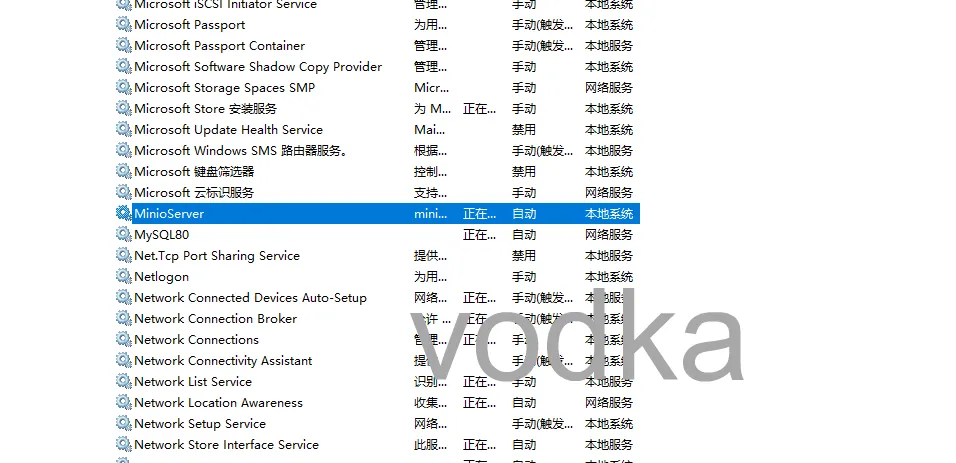 Microsoft iSCSI Initiator Service 管理... 手动 本地系统
Microsoft Passport 为用... 手动(触发... 本地系统
Microsoft Passport Container 管理... 手动(触发... 本地服务
Microsoft Software Shadow Copy Provider 管理... 手动 本地系统
Microsoft Storage Spaces SMP Micr... 手动 网络服务
Microsoft Store 安装服务 为 M... 正在... 手动 本地系统
Microsoft Update Health Service Mai... 禁用 本地系统
Microsoft Windows SMS 路由器服务。 根据... 手动(触发... 本地服务
Microsoft 键盘筛选器 控制... 禁用 本地系统
Microsoft 云标识服务 支持... 手动 网络服务
MinioServer mini... 正在... 自动 本地系统
MySQL80 正在... 自动 网络服务
Net.Tcp Port Sharing Service 提供... 禁用 本地服务
Netlogon 为用... 手动 本地系统
Network Connected Devices Auto-Setup 网络... 正在... 手动(触发... 本地服务
Network Connection Broker 允许 ... 正在... 手动(触发... 本地系统
Network Connections 管理... 正在... 手动 本地系统
Network Connectivity Assistant 提供... 手动(触发... 本地系统
vodka
Network List Service 识别... 正在... 手动 本地服务
Network Location Awareness 收集... 正在... 自动 网络服务
Network Setup Service 网络... 手动(触发... 本地系统
Network Store Interface Service 此服... 正在... 自动 本地服务